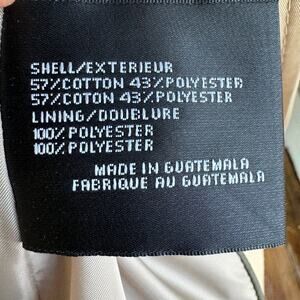 SHELL/EXTERIEUR
57%COTTON 43%POLYESTER
57%COTON 43%POLYESTER
LINING/DOUBLURE
100%POLYESTER
100%POLYESTER
MADE IN GUATEMALA
FABRIQUE AU GUATEMALA